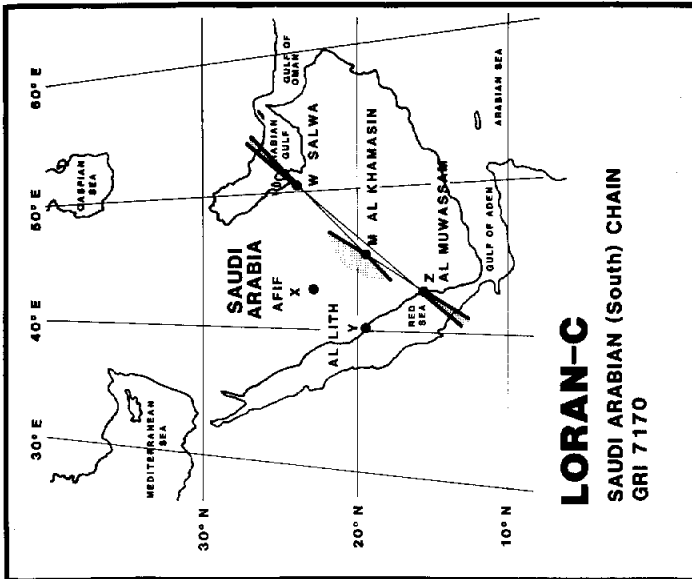 30° E
40° E
50° E
60° E
CASPIAN
SEA
MEDITERRANEAN
SEA
30° N
SAUDI
ARABIA
AFIF
X
ABIAN
GULF
GULF OF
OMAN
W SALWA
AL LITH
Y
20° N
M AL KHAMASIN
RED
SEA
Z
AL MUWASSAM
GULF OF ADEN
ARABIAN SEA
10° N
LORAN-C
SAUDI ARABIAN (South) CHAIN
GRI 7170